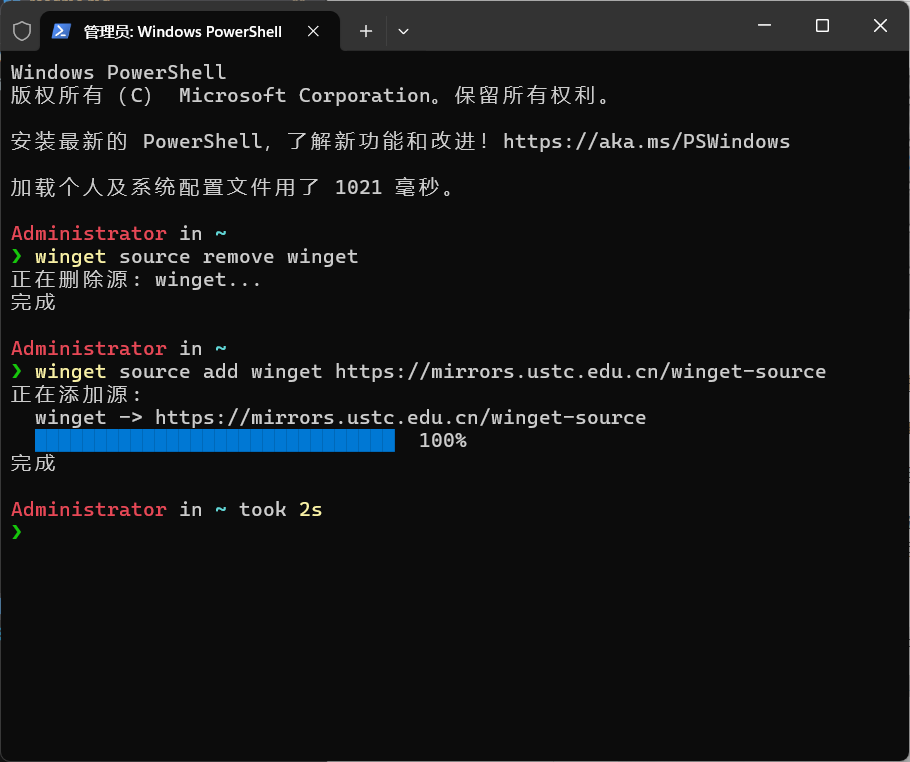 管理员: Windows PowerShell
Windows PowerShell
版权所有（C） Microsoft Corporation。保留所有权利。
安装最新的 PowerShell，了解新功能和改进！https://aka.ms/PSWindows
加载个人及系统配置文件用了 1021 毫秒。
Administrator in ~
❯ winget source remove winget
正在删除源: winget...
完成
Administrator in ~
❯ winget source add winget https://mirrors.ustc.edu.cn/winget-source
正在添加源:
winget -> https://mirrors.ustc.edu.cn/winget-source
100%
完成
Administrator in ~ took 2s
❯